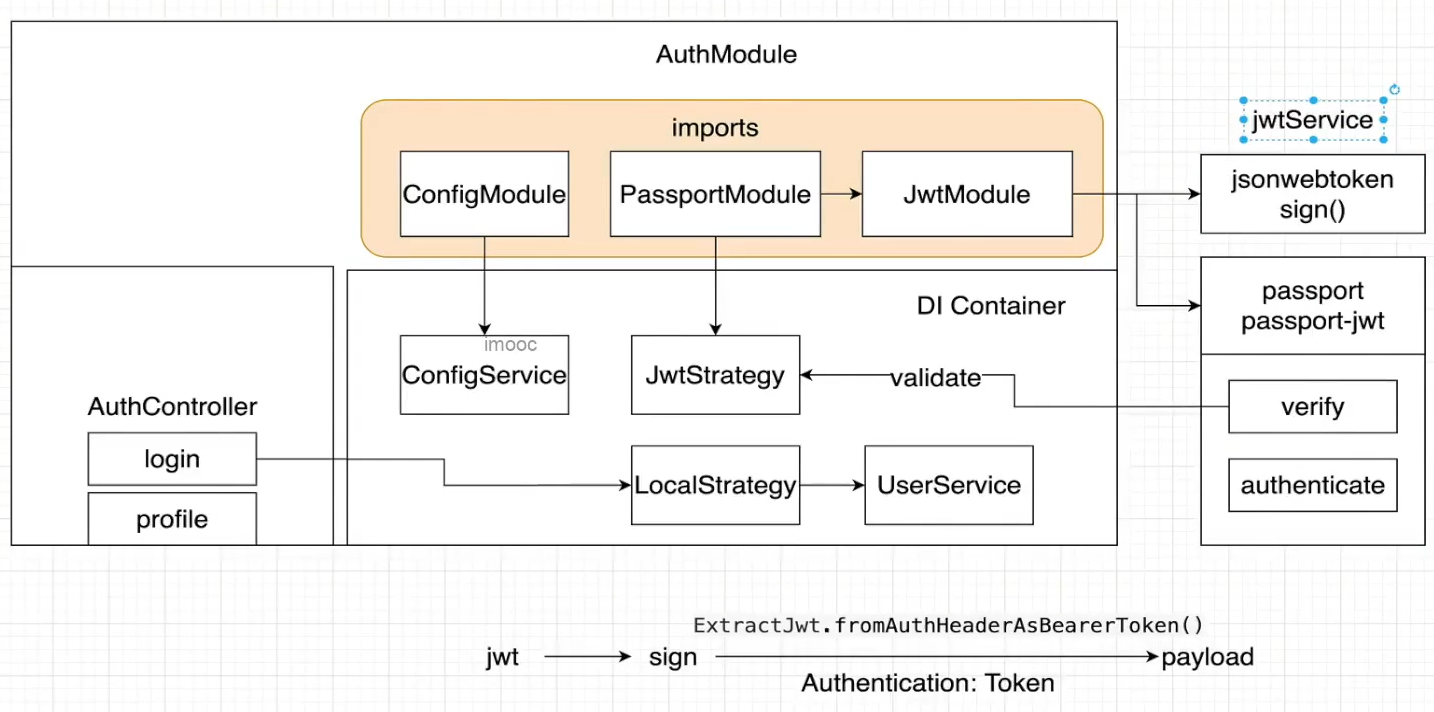 AuthModule
imports
jwtService
ConfigModule
PassportModule
JwtModule
jsonwebtoken
sign()
DI Container
passport
passport-jwt
imooc
ConfigService
JwtStrategy
validate
AuthController
verify
login
LocalStrategy
UserService
authenticate
profile
ExtractJwt.fromAuthHeaderAsBearerToken()
jwt
sign
payload
Authentication: Token